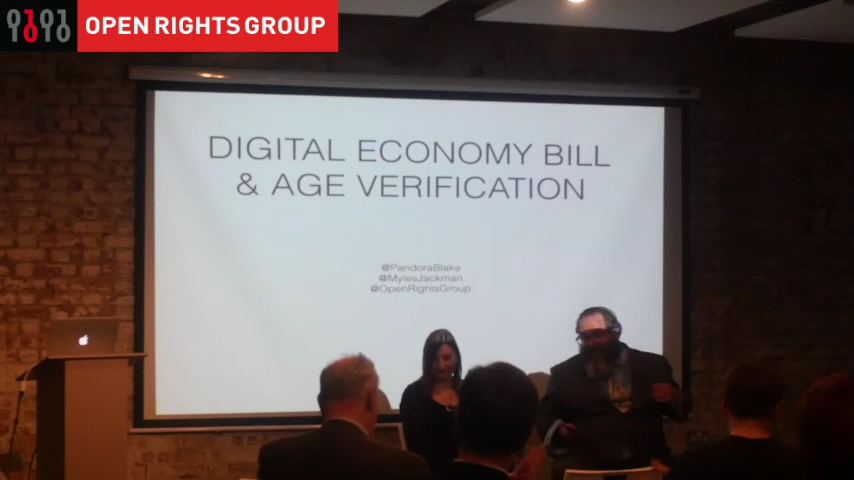 OPEN RIGHTS GROUP
DIGITAL ECONOMY BILL
& AGE VERIFICATION
@PandoraBlake
@MylesJackman
@OpenRightsGroup